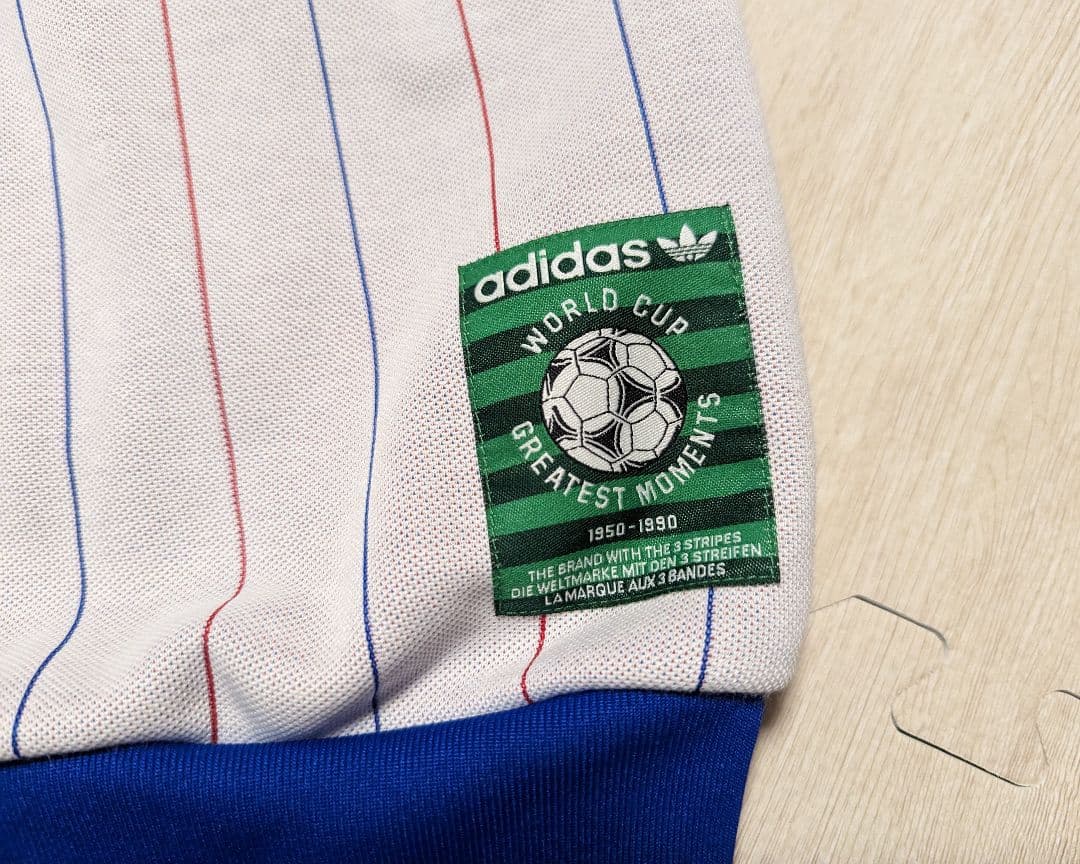 adidas
WORLD CUP
GREATEST MOMENTS
1950-1990
THE BRAND WITH THE 3 STRIPES
DIE WELTMARKE MIT DEN 3 STREIFEN
LA MARQUE AUX 3 BANDES